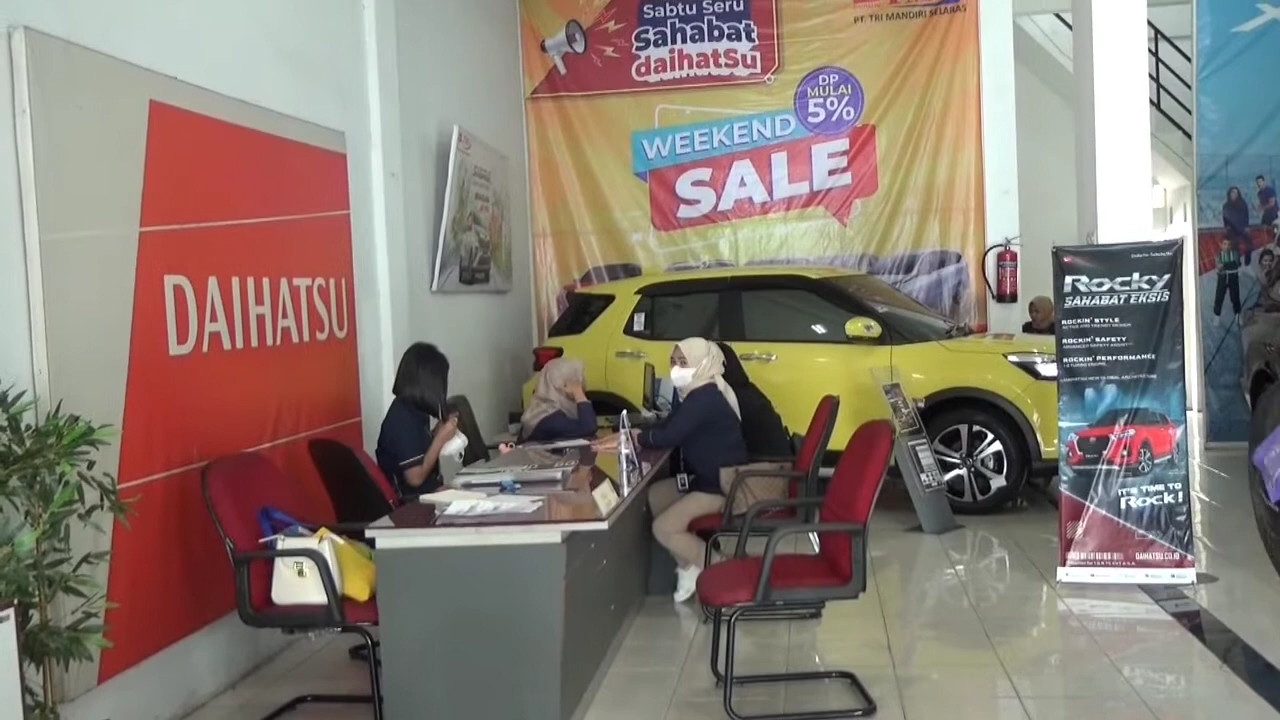 Sabtu Seru
Sahabat
daihatsu
PT. TRI MANDIRI SELARAS
DP
MULAI
5%
WEEKEND
SALE
DAIHATSU
Rocky
SAHABAT EKSIS
ROCKIN' STYLE
ROCKIN' SAFETY
ROCKIN' PERFORMANCE
IT'S TIME TO
Rock!
DAIHATSU.CO.ID